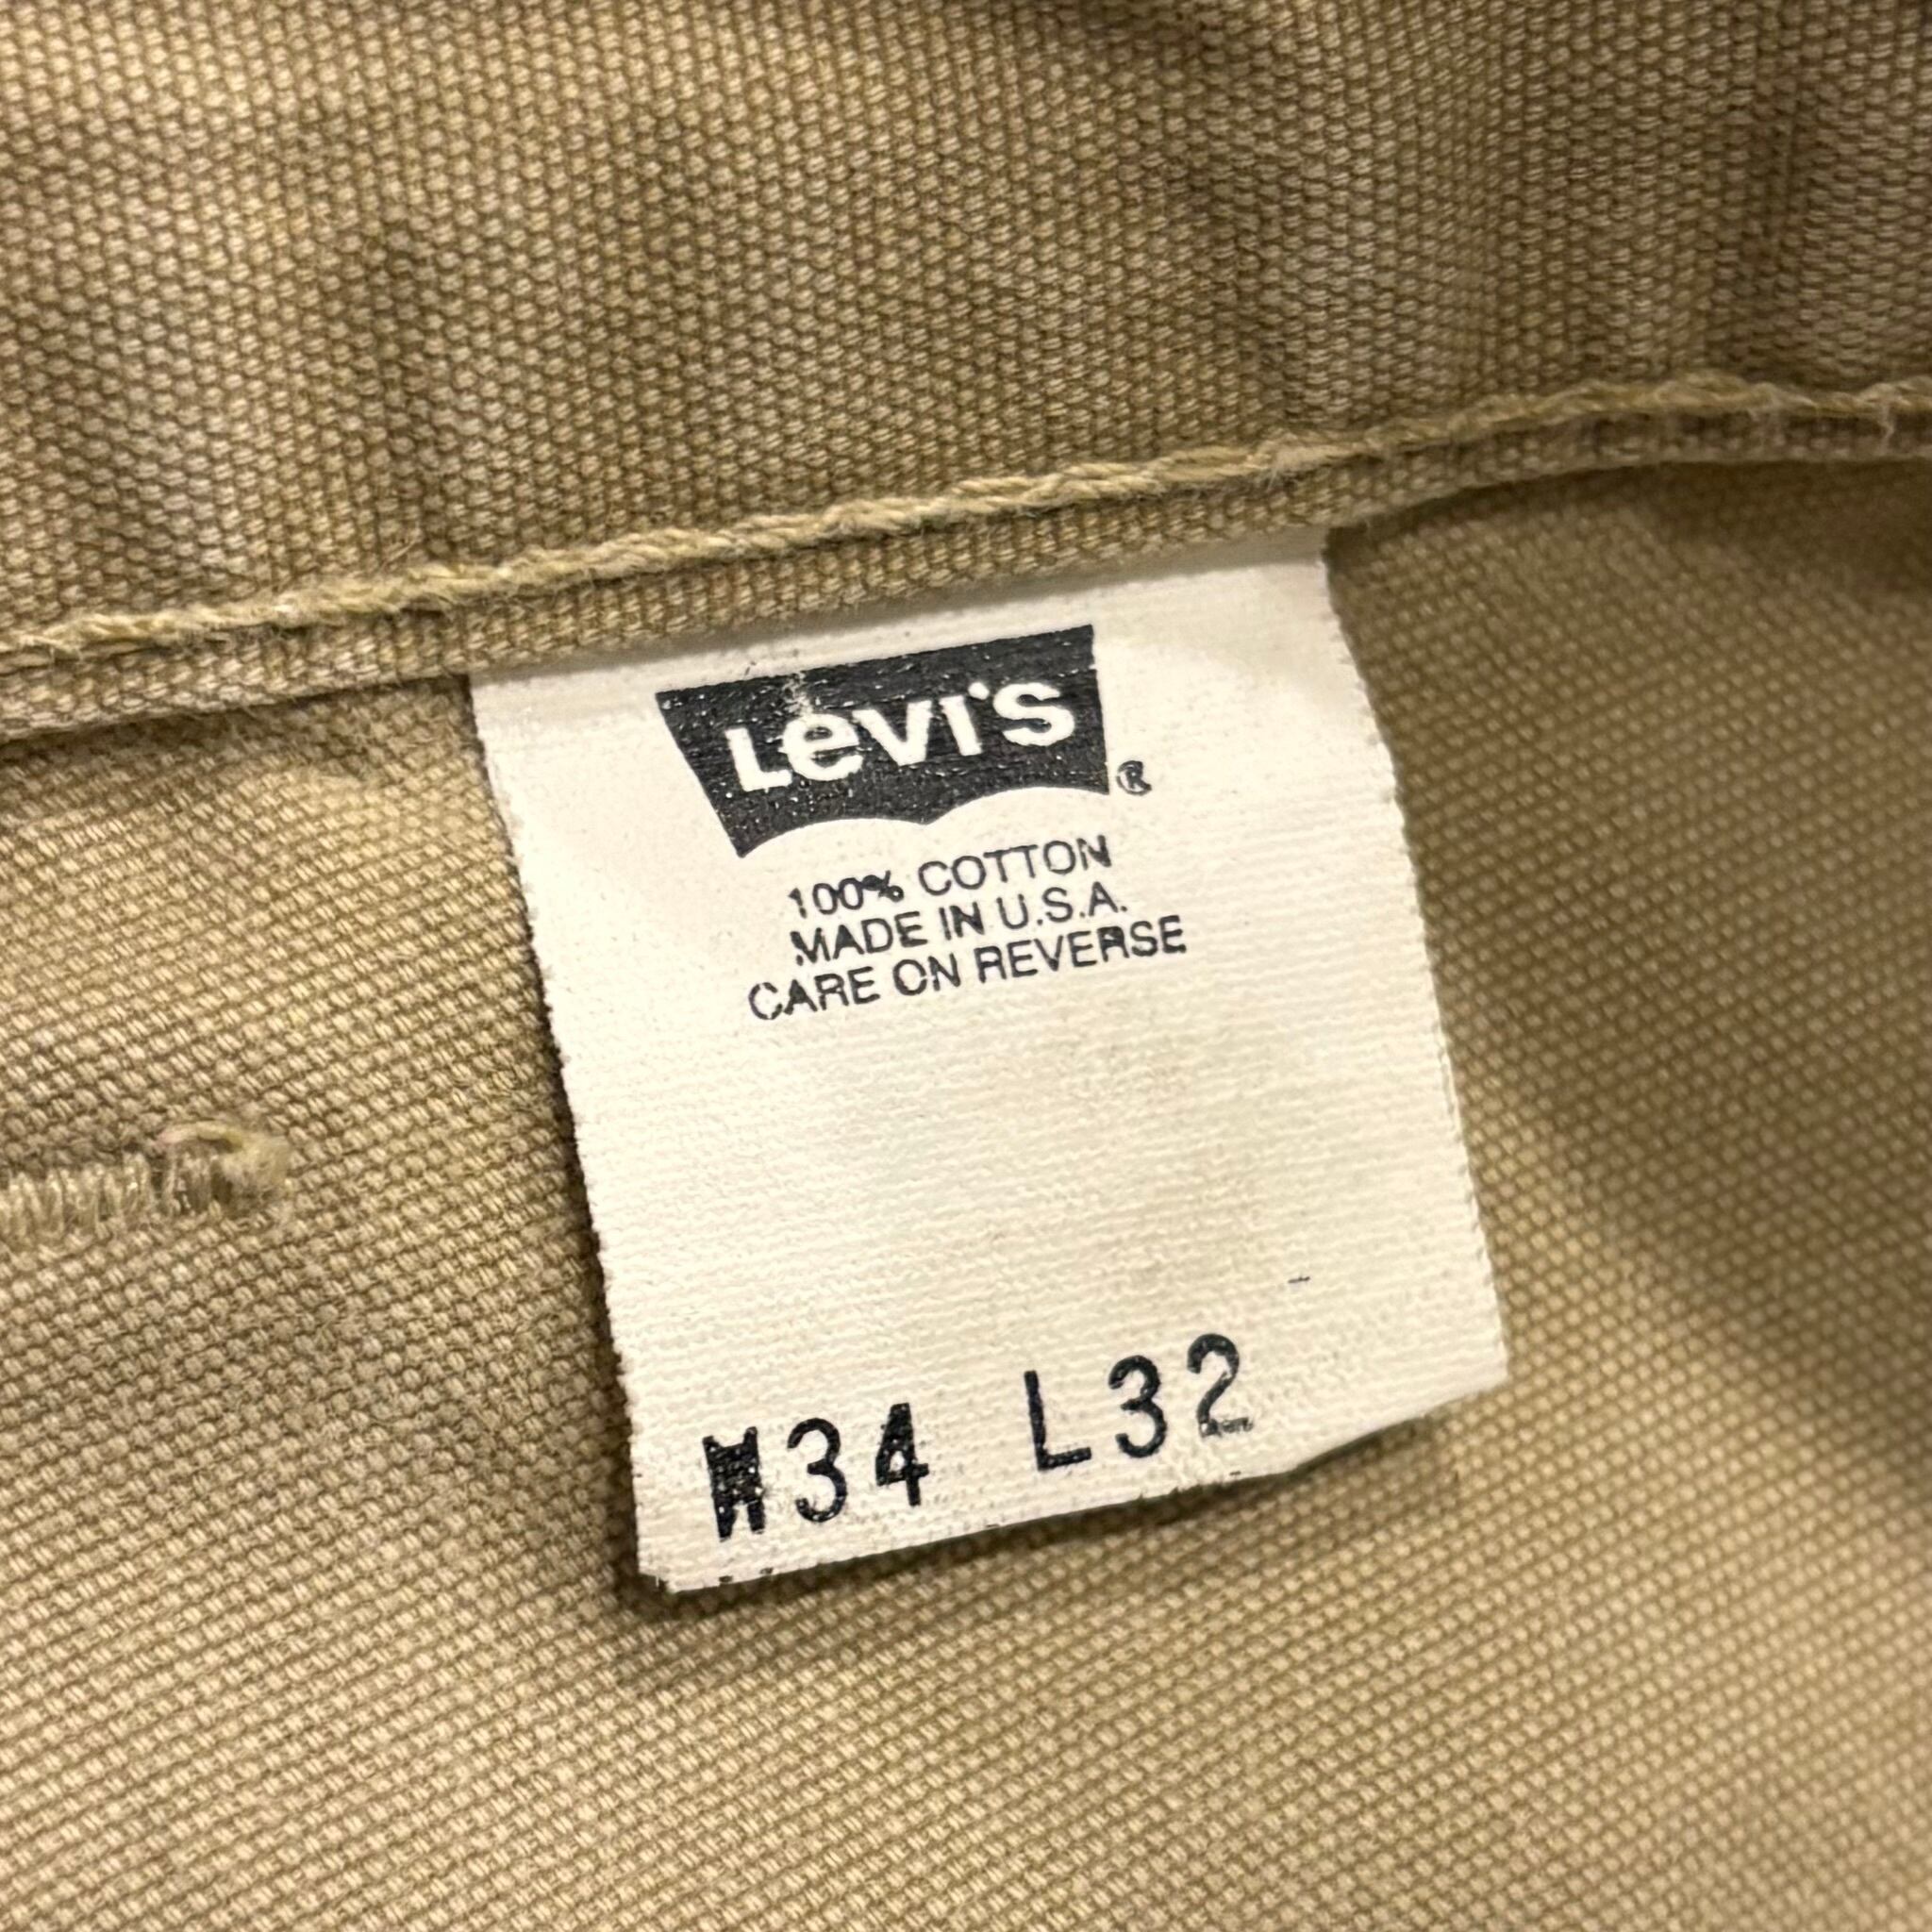 Levi's ®
100% COTTON
MADE IN U.S.A.
CARE ON REVERSE
W34 L32